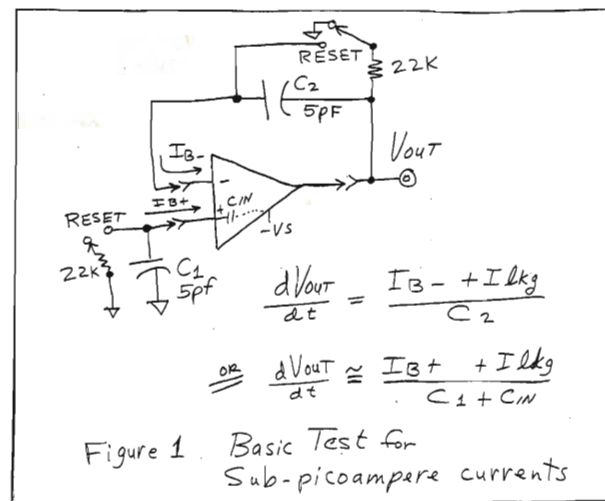 RESET
22K
C2
5PF
VOUT
IB-
-
IB+
+
CIN
-VS
RESET
22K
C1
5pf
dVOUT/dt = IB- + Ilkg / C2
OR dVOUT/dt ≅ IB+ + Ilkg / C1 + CIN
Figure 1. Basic Test for
Sub-picoampere currents